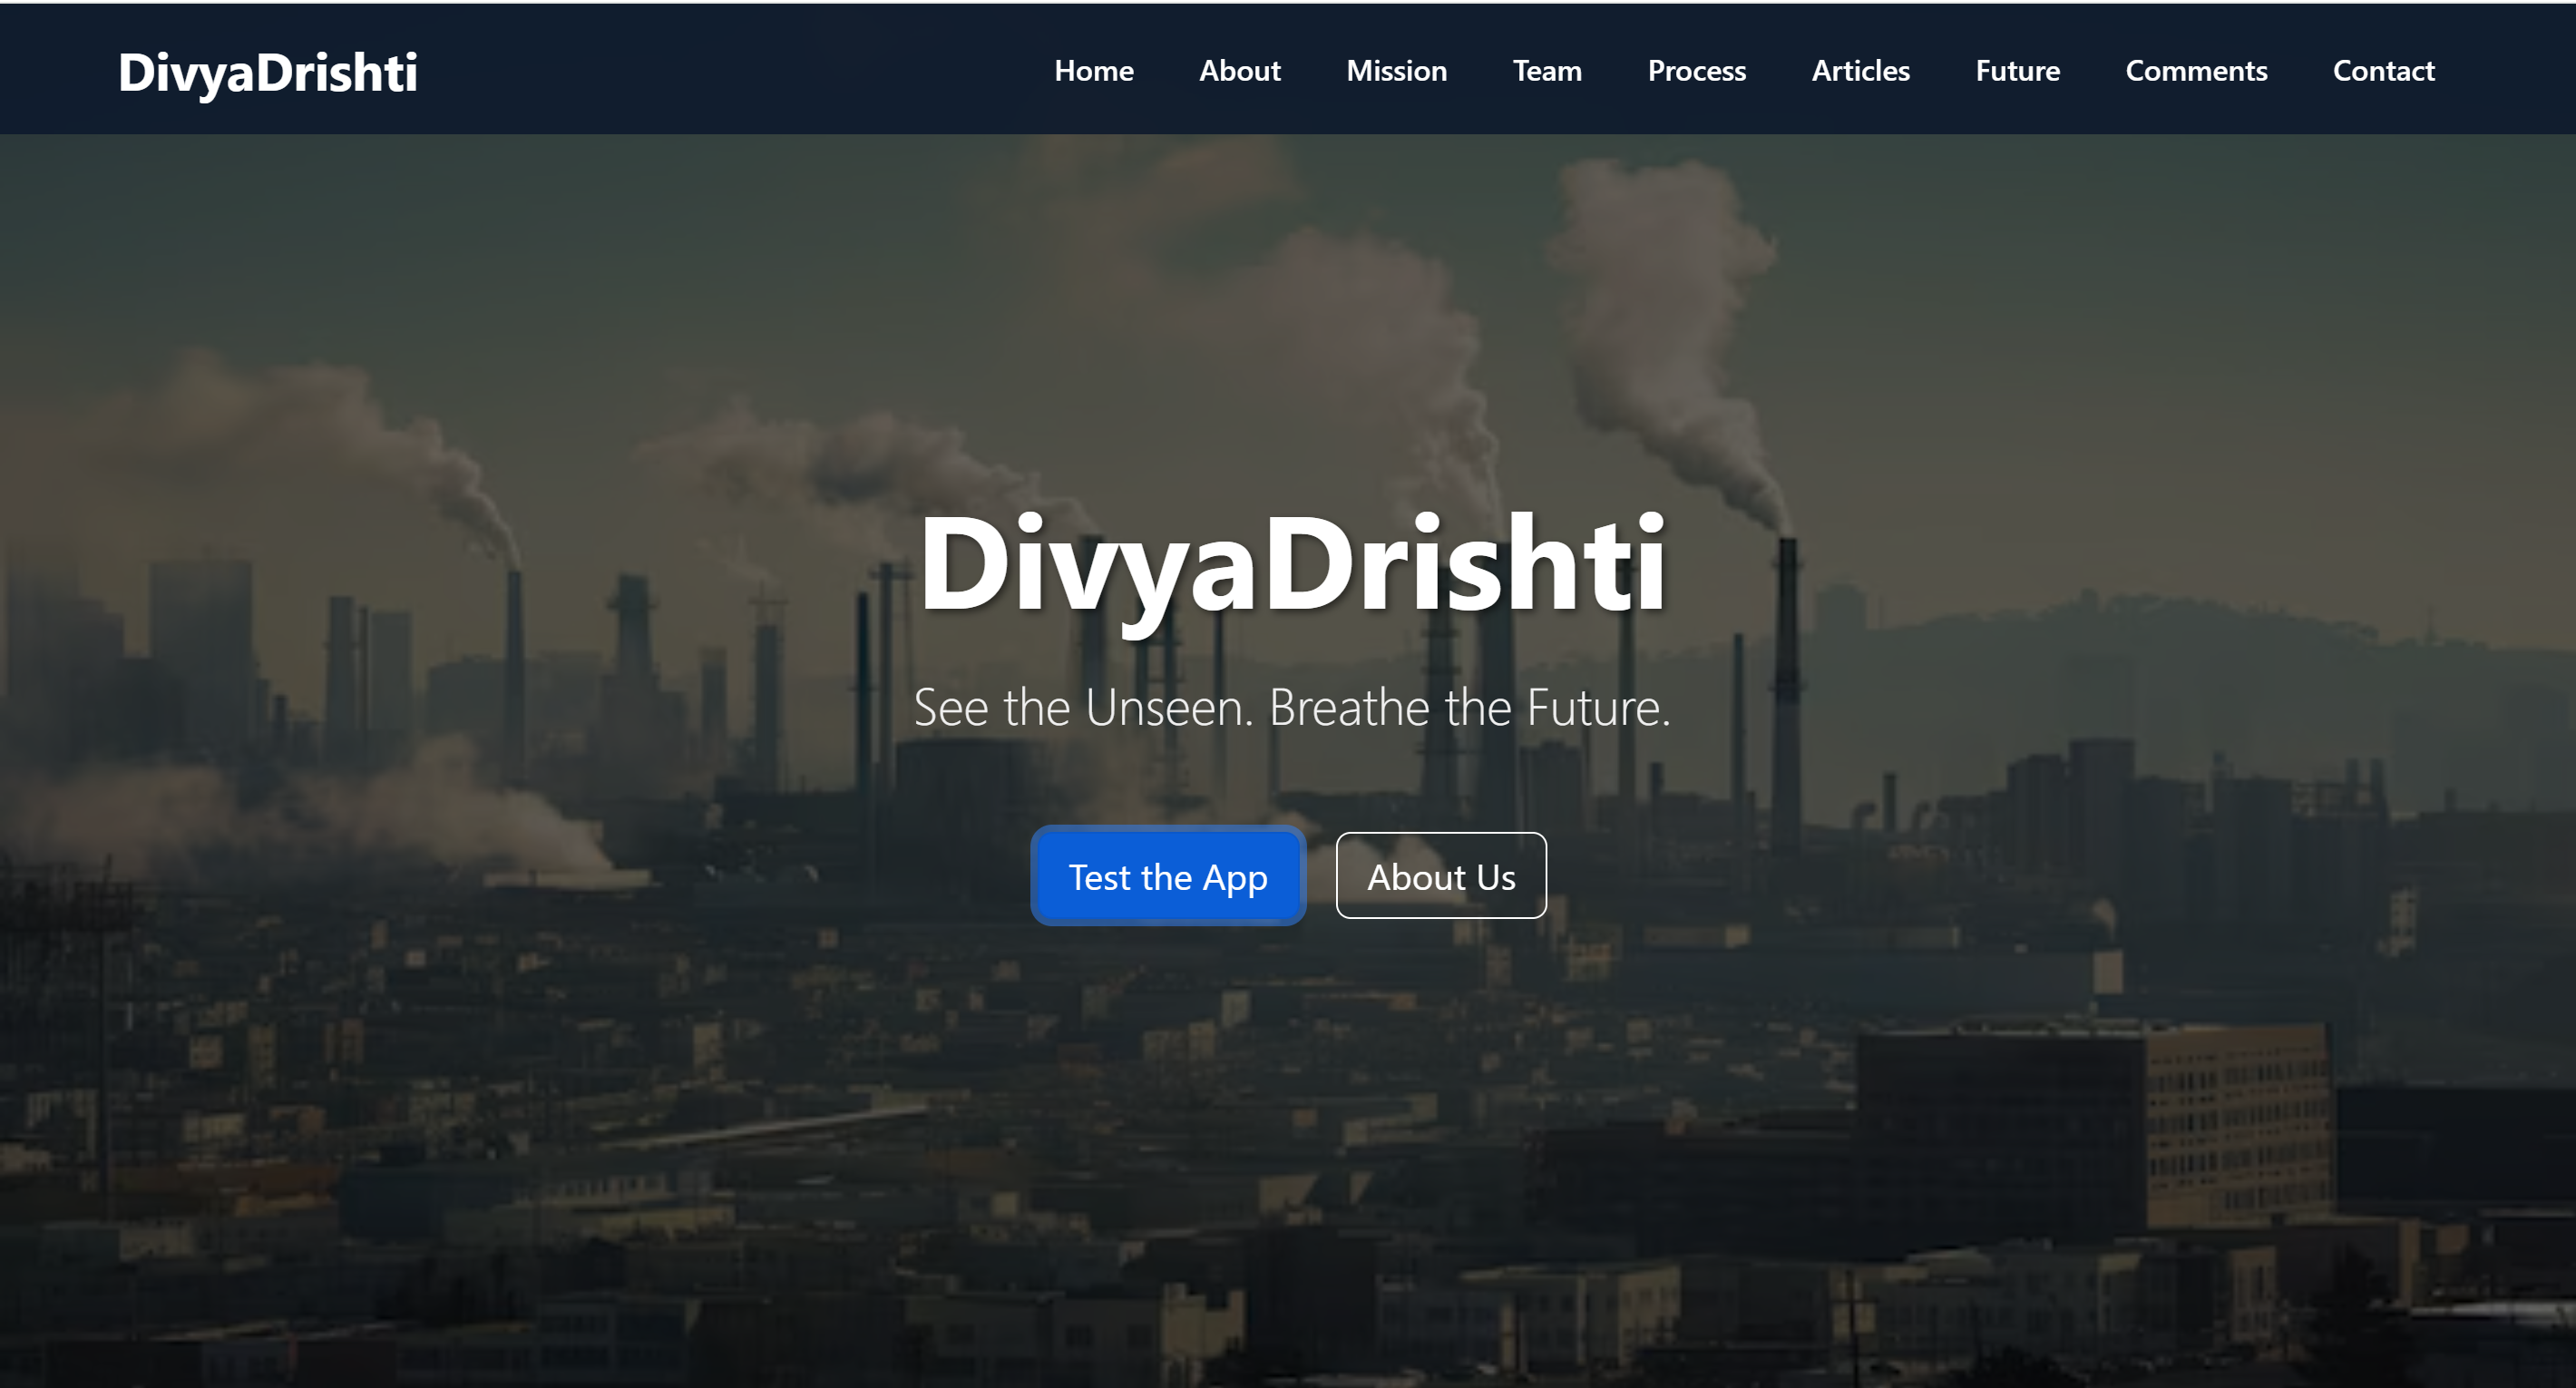 DivyaDrishti
Home About Mission Team Process Articles Future Comments Contact
DivyaDrishti
See the Unseen. Breathe the Future.
Test the App
About Us